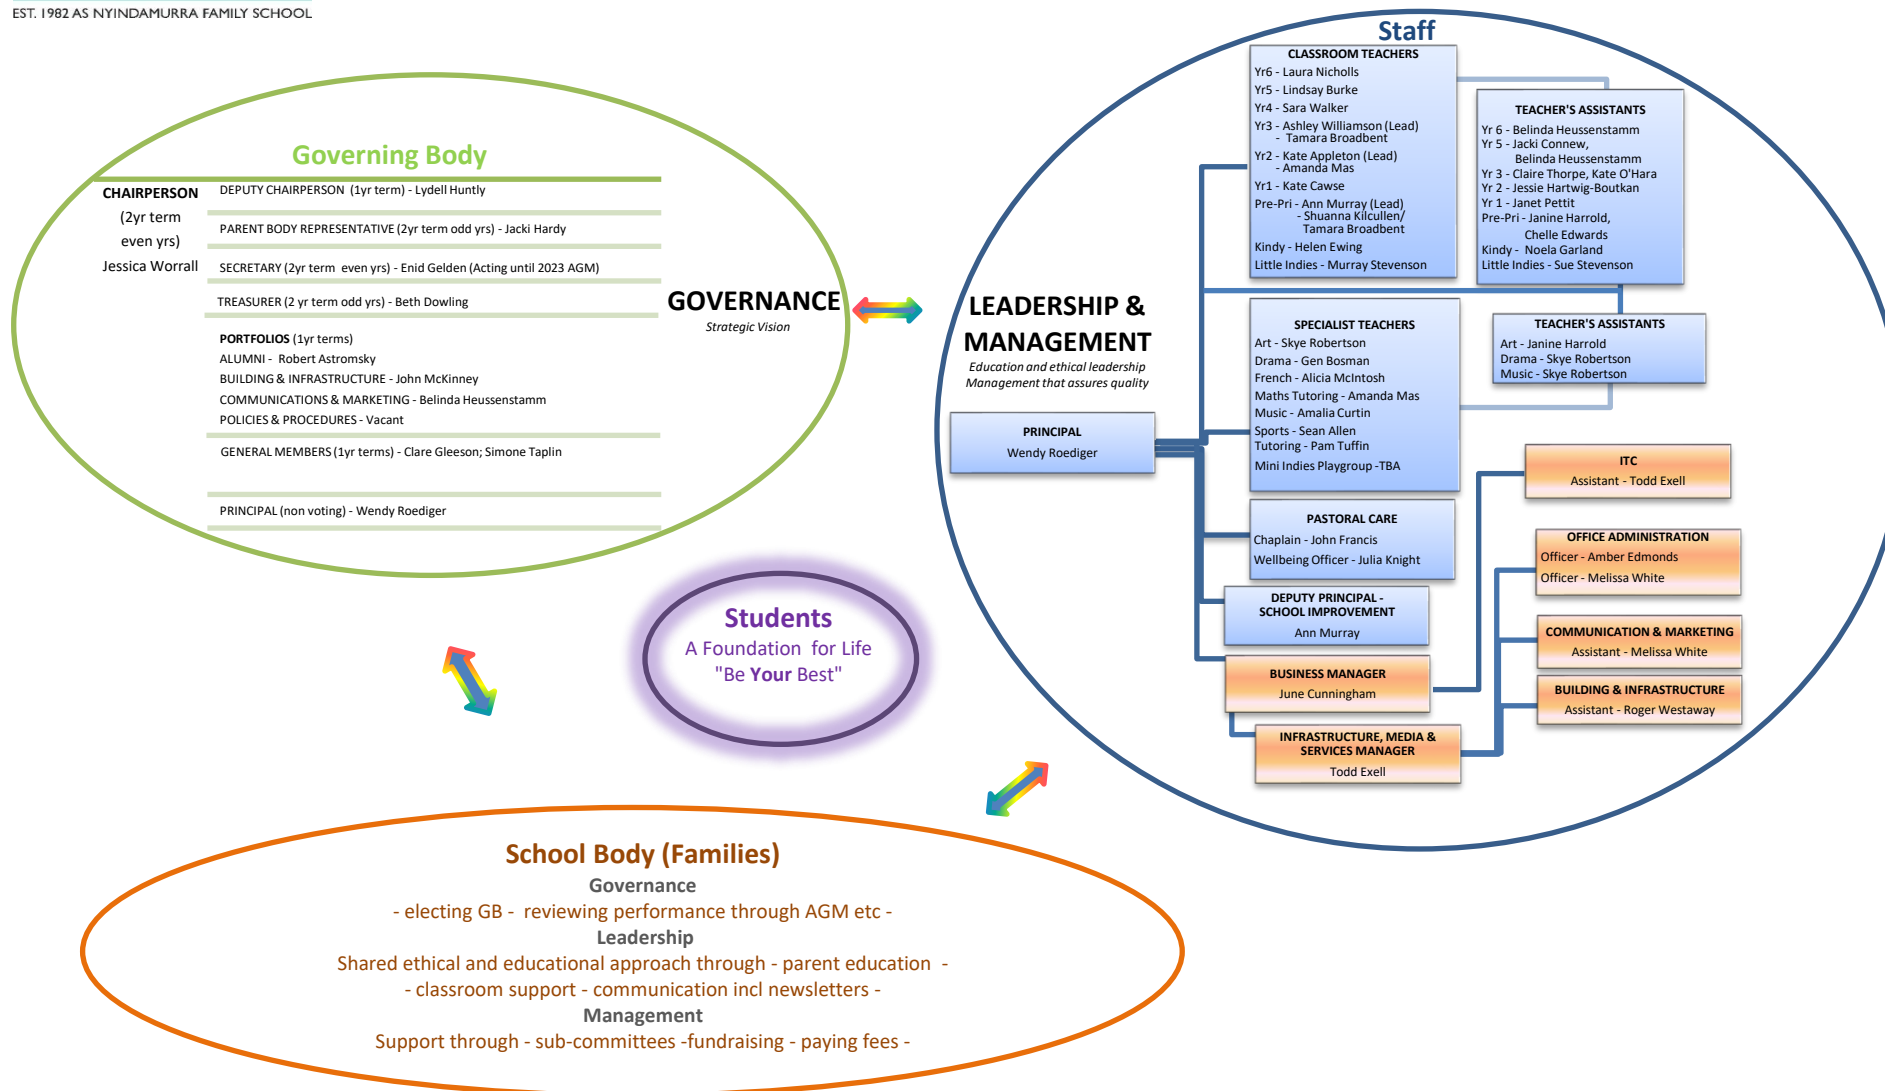 EST. 1982 AS NYINDAMURRA FAMILY SCHOOL
Governing Body
CHAIRPERSON
(2yr term
even yrs)
Jessica Worrall
DEPUTY CHAIRPERSON (1yr term) - Lydell Huntly
PARENT BODY REPRESENTATIVE (2yr term odd yrs) - Jacki Hardy
SECRETARY (2yr term even yrs) - Enid Gelden (Acting until 2023 AGM)
TREASURER (2 yr term odd yrs) - Beth Dowling
PORTFOLIOS (1yr terms)
ALUMNI - Robert Astromsky
BUILDING & INFRASTRUCTURE - John McKinney
COMMUNICATIONS & MARKETING - Belinda Heussenstamm
POLICIES & PROCEDURES - Vacant
GENERAL MEMBERS (1yr terms) - Clare Gleeson; Simone Taplin
PRINCIPAL (non voting) - Wendy Roediger
GOVERNANCE
Strategic Vision
Staff
LEADERSHIP &
MANAGEMENT
Education and ethical leadership
Management that assures quality
PRINCIPAL
Wendy Roediger
CLASSROOM TEACHERS
Yr6 - Laura Nicholls
Yr5 - Lindsay Burke
Yr4 - Sara Walker
Yr3 - Ashley Williamson (Lead)
- Tamara Broadbent
Yr2 - Kate Appleton (Lead)
- Amanda Mas
Yr1 - Kate Cawse
Pre-Pri - Ann Murray (Lead)
- Shuanna Kilcullen/
Tamara Broadbent
Kindy - Helen Ewing
Little Indies - Murray Stevenson
TEACHER'S ASSISTANTS
Yr 6 - Belinda Heussenstamm
Yr 5 - Jacki Connew,
Belinda Heussenstamm
Yr 3 - Claire Thorpe, Kate O'Hara
Yr 2 - Jessie Hartwig-Boutkan
Yr 1 - Janet Pettit
Pre-Pri - Janine Harrold,
Chelle Edwards
Kindy - Noela Garland
Little Indies - Sue Stevenson
SPECIALIST TEACHERS
Art - Skye Robertson
Drama - Gen Bosman
French - Alicia McIntosh
Maths Tutoring - Amanda Mas
Music - Amalia Curtin
Sports - Sean Allen
Tutoring - Pam Tuffin
Mini Indies Playgroup -TBA
TEACHER'S ASSISTANTS
Art - Janine Harrold
Drama - Skye Robertson
Music - Skye Robertson
PASTORAL CARE
Chaplain - John Francis
Wellbeing Officer - Julia Knight
DEPUTY PRINCIPAL -
SCHOOL IMPROVEMENT
Ann Murray
BUSINESS MANAGER
June Cunningham
INFRASTRUCTURE, MEDIA &
SERVICES MANAGER
Todd Exell
ITC
Assistant - Todd Exell
OFFICE ADMINISTRATION
Officer - Amber Edmonds
Officer - Melissa White
COMMUNICATION & MARKETING
Assistant - Melissa White
BUILDING & INFRASTRUCTURE
Assistant - Roger Westaway
Students
A Foundation for Life
"Be Your Best"
School Body (Families)
Governance
- electing GB - reviewing performance through AGM etc -
Leadership
Shared ethical and educational approach through - parent education -
- classroom support - communication incl newsletters -
Management
Support through - sub-committees -fundraising - paying fees -